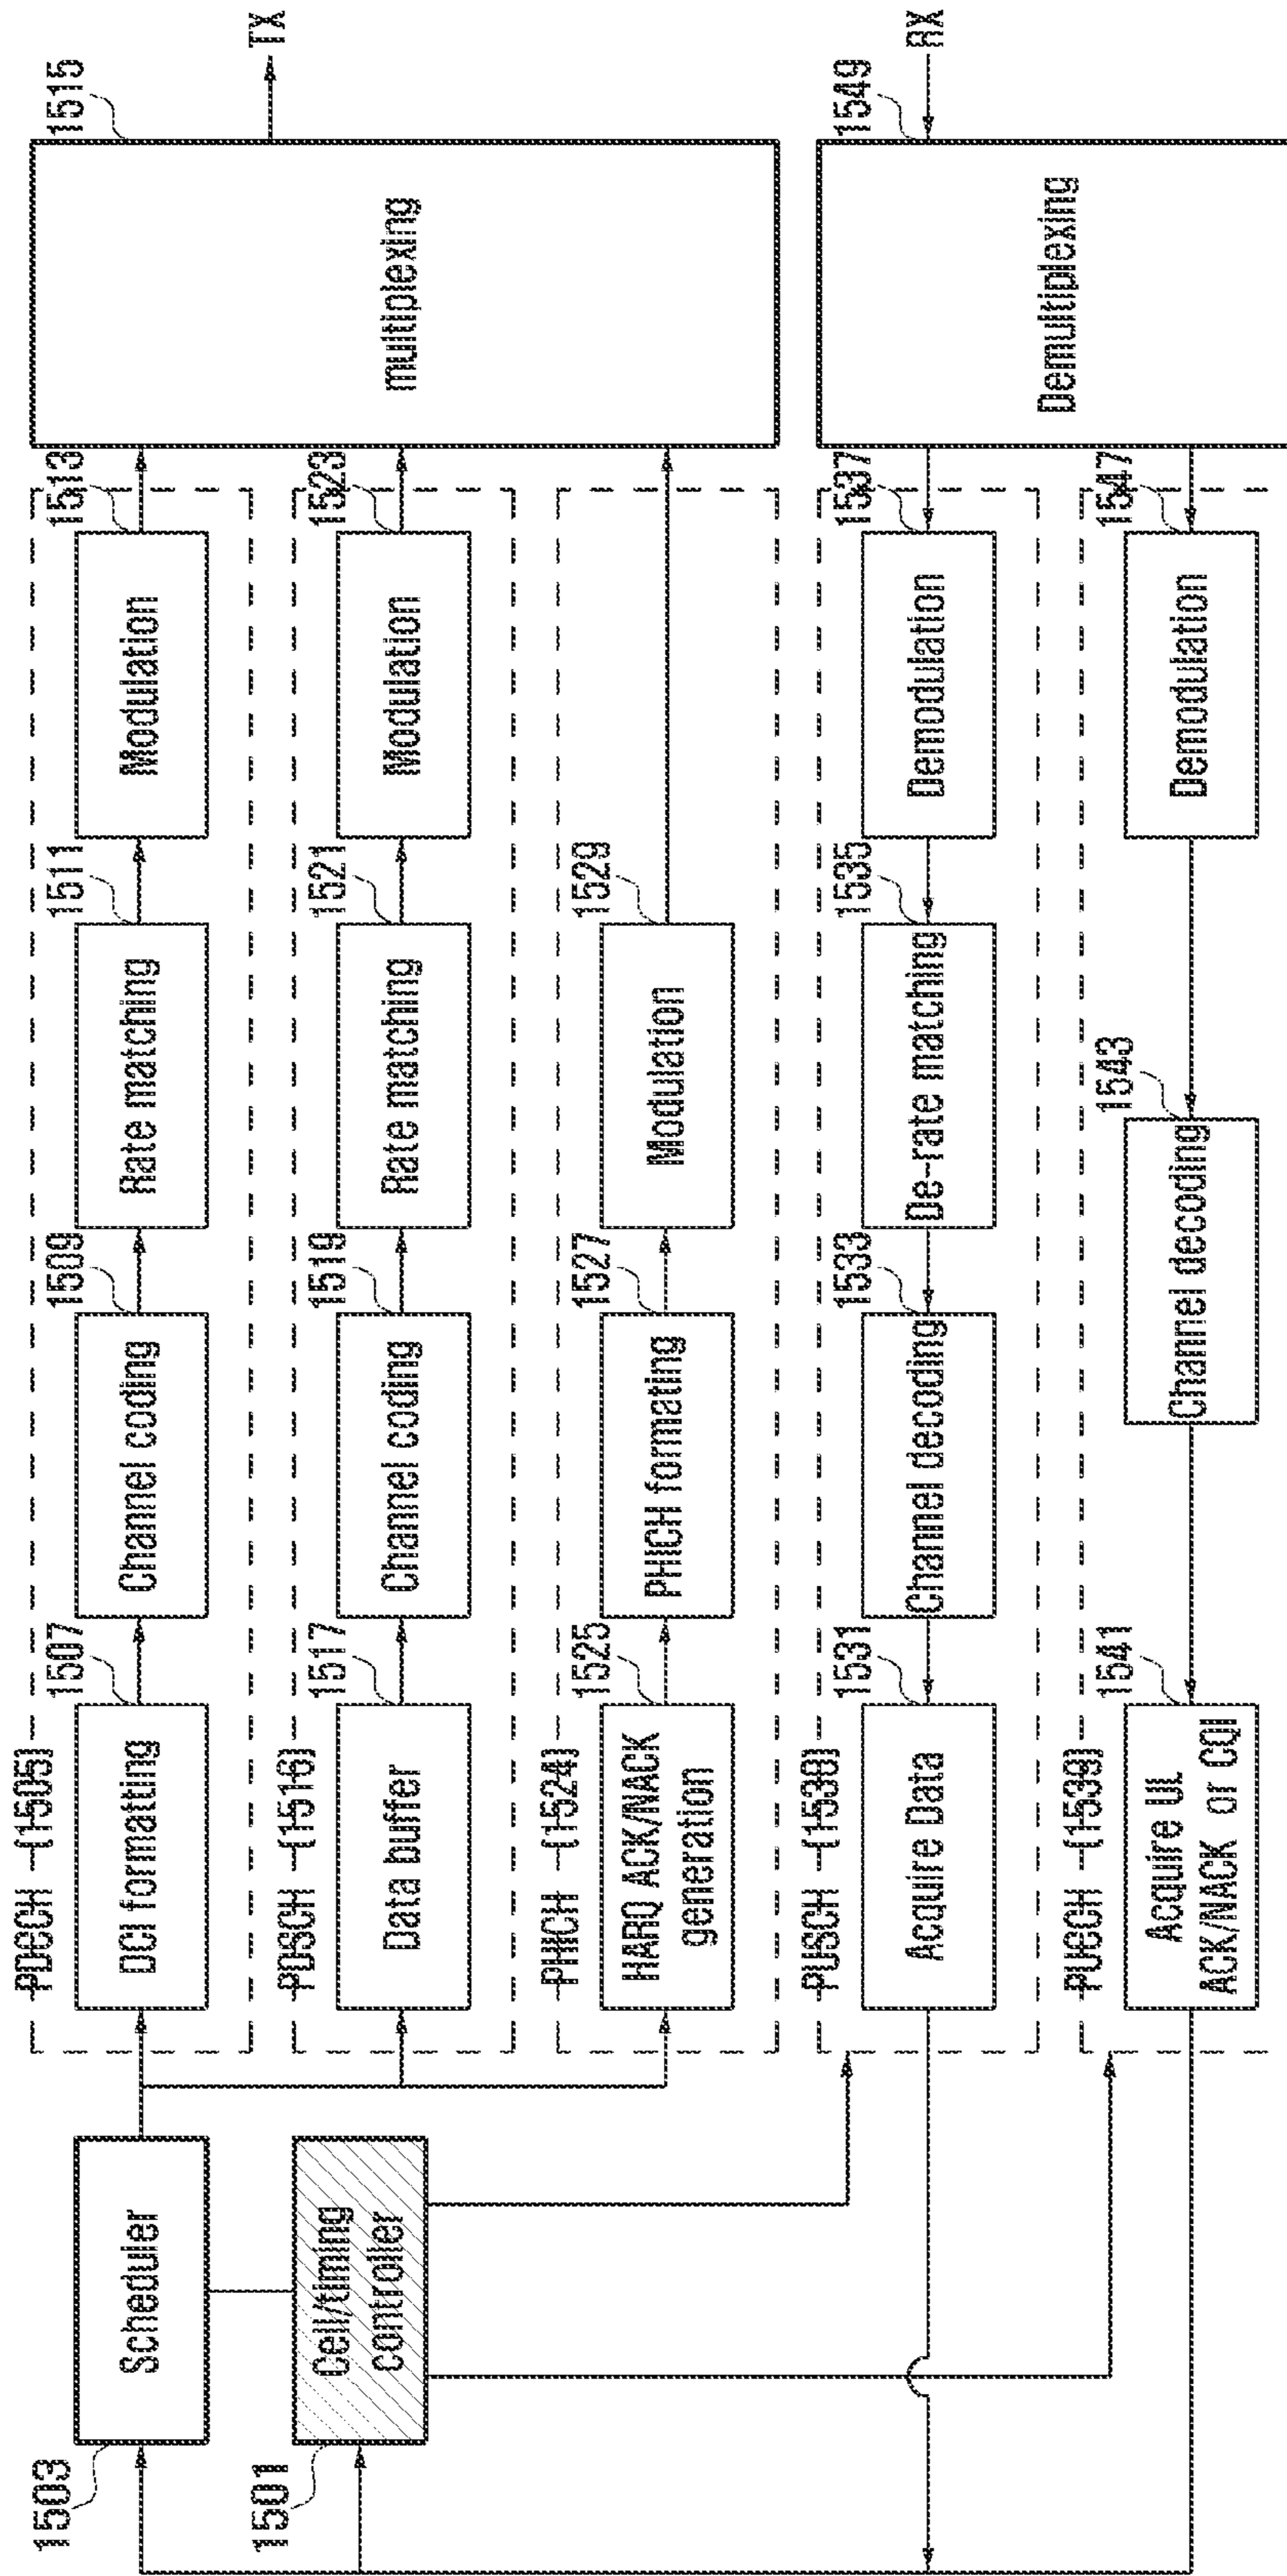 1503
Scheduler
1501
Cell/timing
controller
PDCCH (1505)
1507
DCI formatting
1509
Channel coding
1511
Rate matching
1513
Modulation
1515
multiplexing
TX
PDSCH (1516)
1517
Data buffer
1519
Channel coding
1521
Rate matching
1523
Modulation
PHICH (1524)
1525
HARQ ACK/NACK
generation
1527
PHICH formating
1529
Modulation
PUSCH (1530)
1531
Acquire Data
1533
Channel decoding
1535
De-rate matching
1537
Demodulation
1549
Demultiplexing
RX
PUCCH (1539)
1541
Acquire UL
ACK/NACK or CQI
1543
Channel decoding
1547
Demodulation